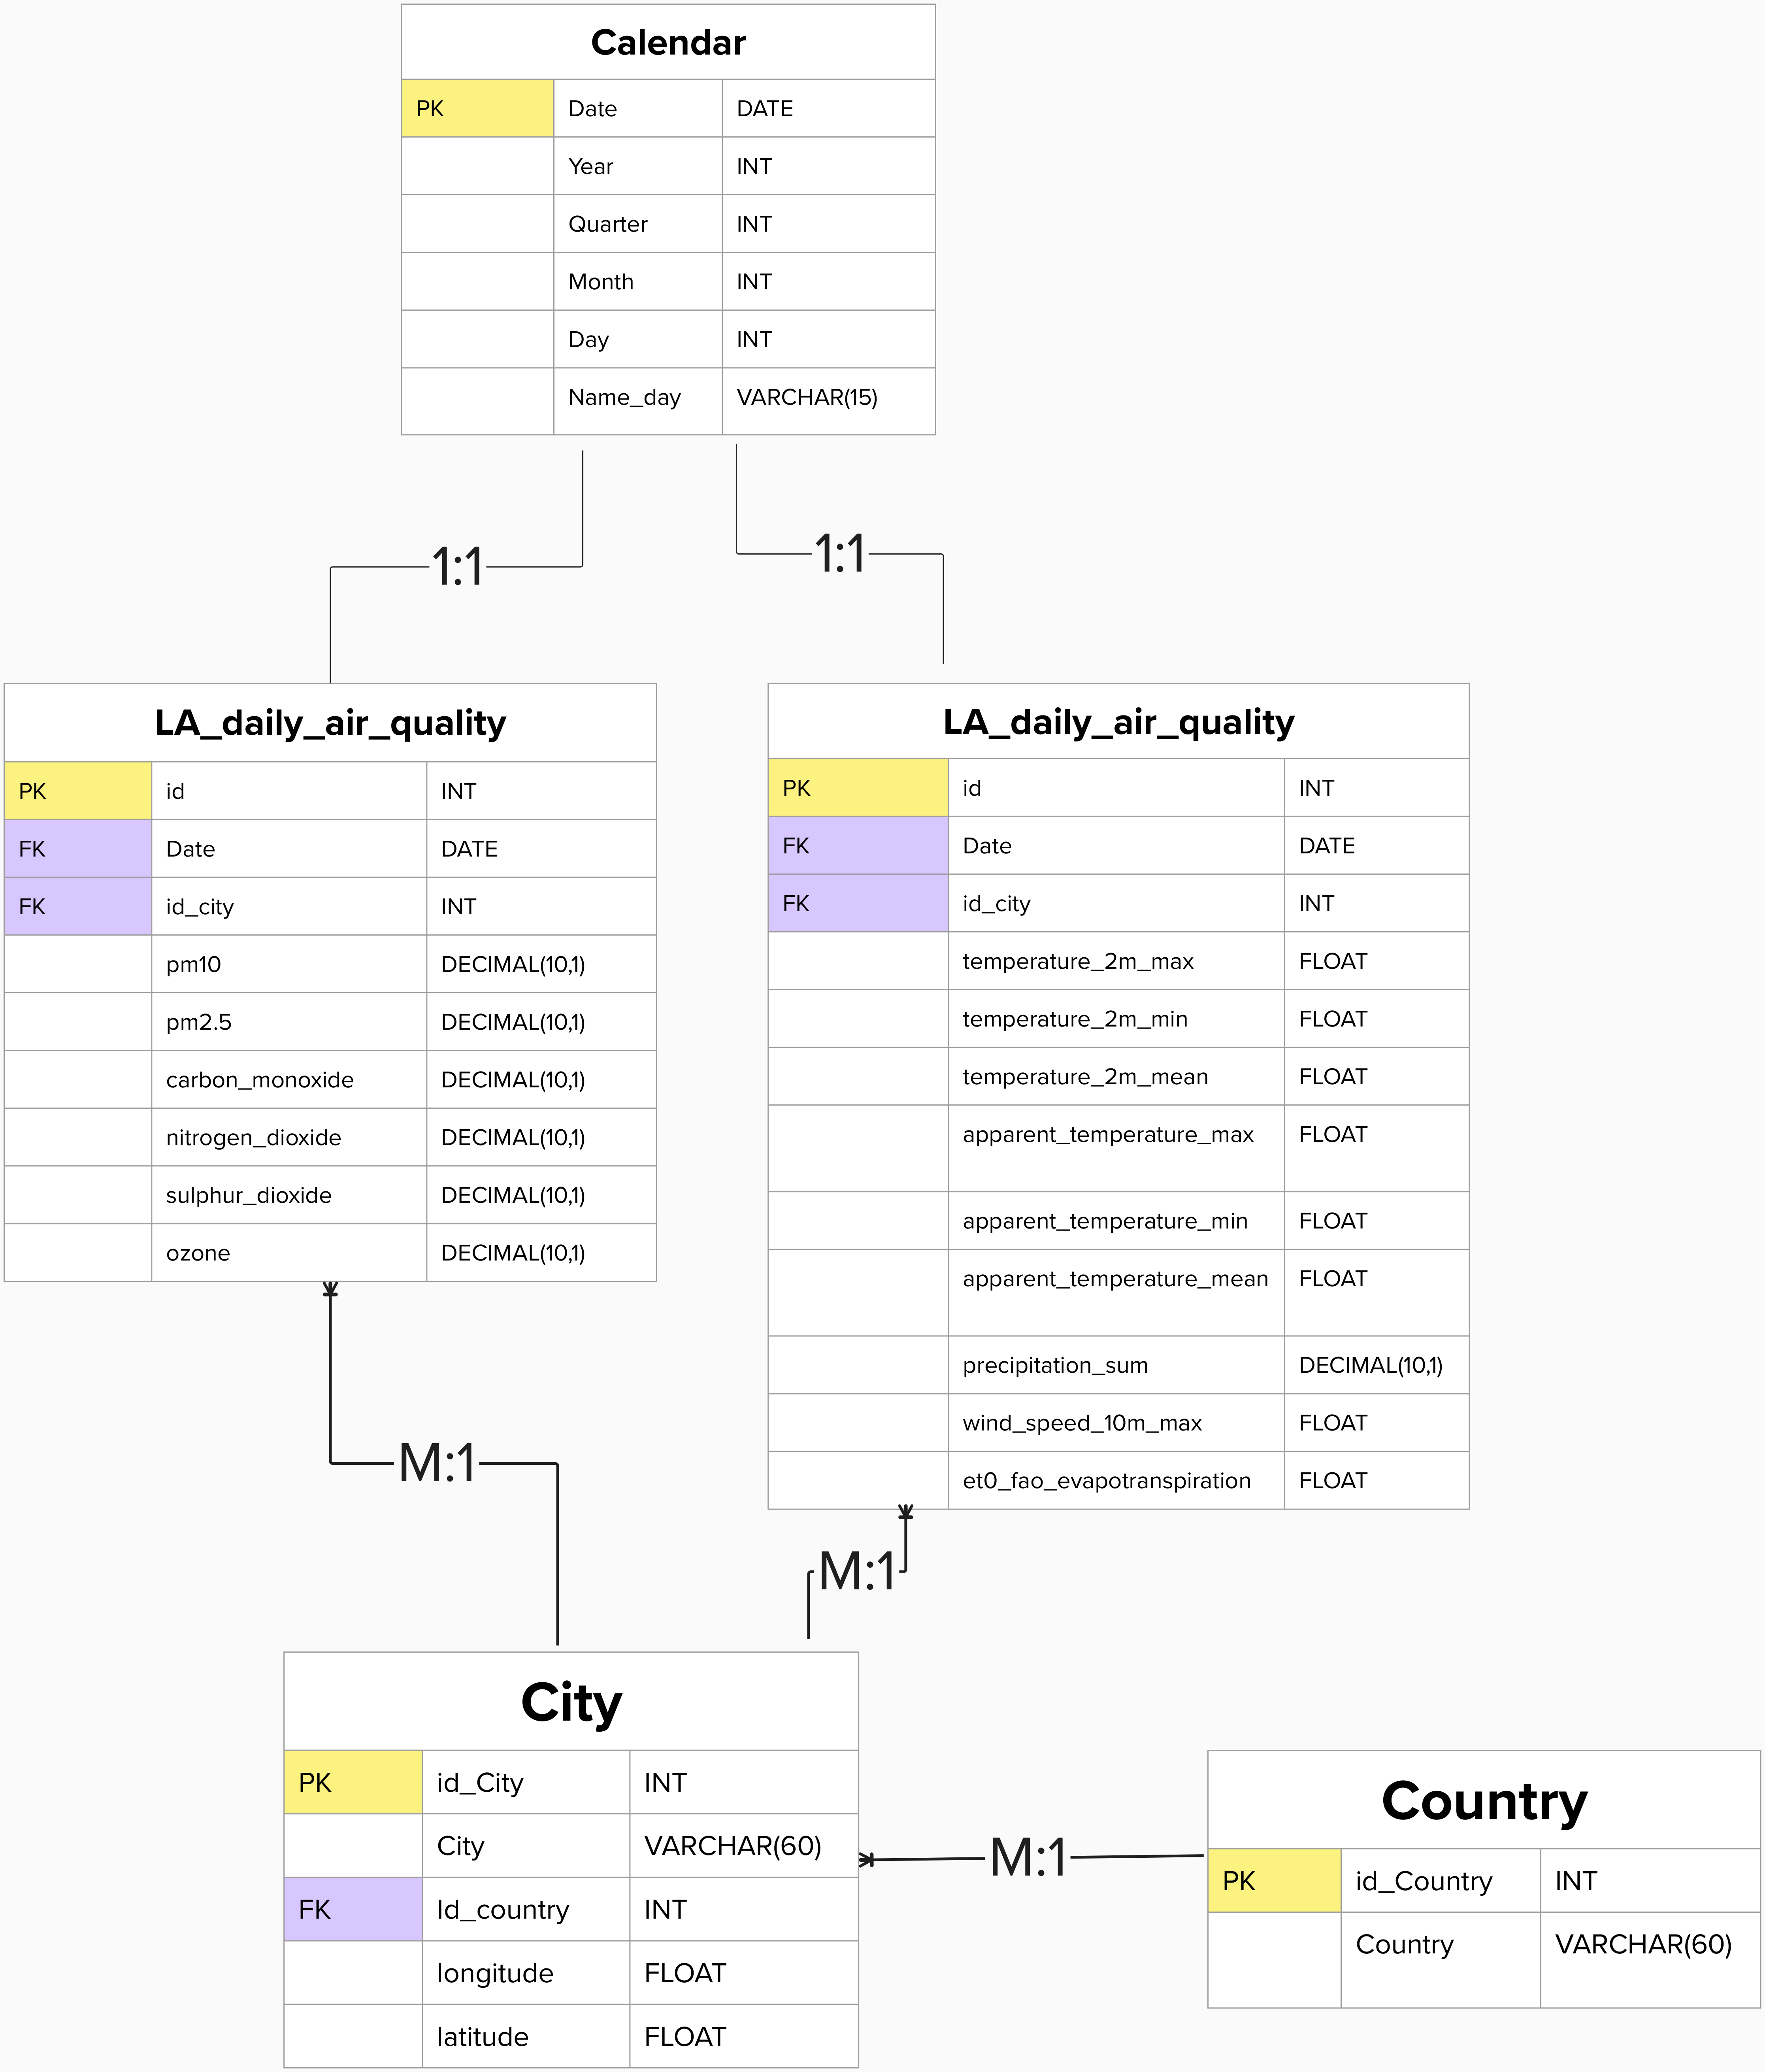 Calendar
PK Date DATE
Year INT
Quarter INT
Month INT
Day INT
Name_day VARCHAR(15)
1:1 1:1
LA_daily_air_quality
PK id INT
FK Date DATE
FK id_city INT
pm10 DECIMAL(10,1)
pm2.5 DECIMAL(10,1)
carbon_monoxide DECIMAL(10,1)
nitrogen_dioxide DECIMAL(10,1)
sulphur_dioxide DECIMAL(10,1)
ozone DECIMAL(10,1)
LA_daily_air_quality
PK id INT
FK Date DATE
FK id_city INT
temperature_2m_max FLOAT
temperature_2m_min FLOAT
temperature_2m_mean FLOAT
apparent_temperature_max FLOAT
apparent_temperature_min FLOAT
apparent_temperature_mean FLOAT
precipitation_sum DECIMAL(10,1)
wind_speed_10m_max FLOAT
et0_fao_evapotranspiration FLOAT
M:1
M:1
City
PK id_City INT
City VARCHAR(60)
FK Id_country INT
longitude FLOAT
latitude FLOAT
M:1
Country
PK id_Country INT
Country VARCHAR(60)